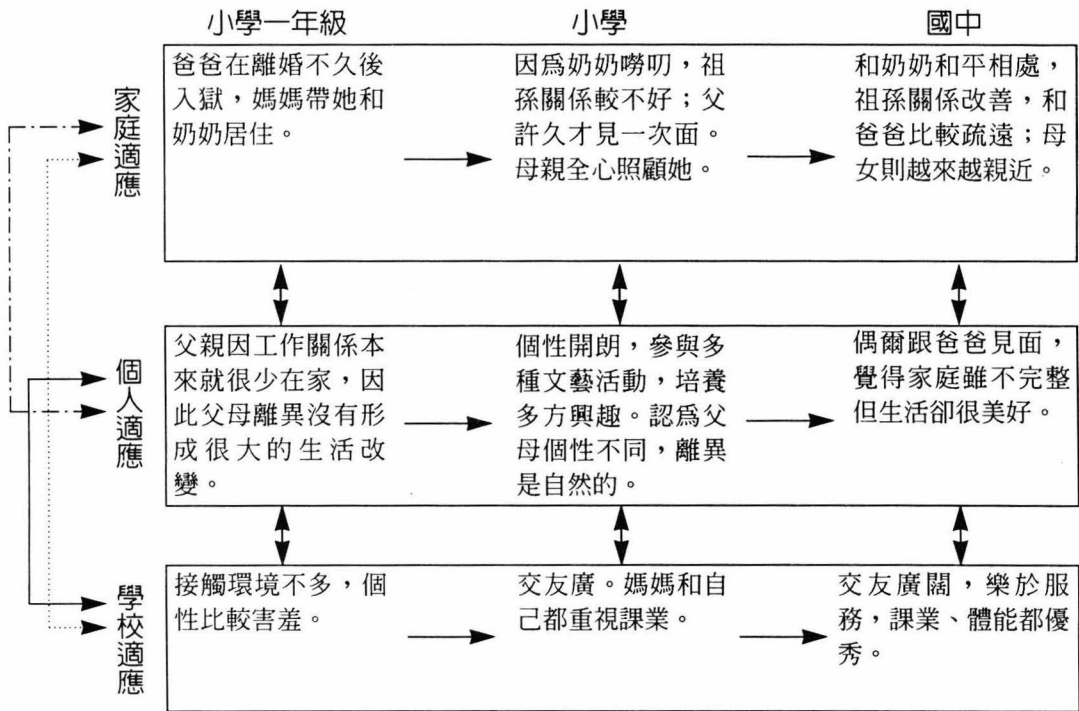 小學一年級
小學
國中
家庭適應
爸爸在離婚不久後
入獄，媽媽帶她和
奶奶居住。
因為奶奶嘮叨，祖
孫關係較不好；父
許久才見一次面。
母親全心照顧她。
和奶奶和平相處，
祖孫關係改善，和
爸爸比較疏遠；母
女則越來越親近。
個人適應
父親因工作關係本
來就很少在家，因
此父母離異沒有形
成很大的生活改
變。
個性開朗，參與多
種文藝活動，培養
多方興趣。認為父
母個性不同，離異
是自然的。
偶爾跟爸爸見面，
覺得家庭雖不完整
但生活卻很美好。
學校適應
接觸環境不多，個
性比較害羞。
交友廣。媽媽和自
己都重視課業。
交友廣闊，樂於服
務，課業、體能都優
秀。